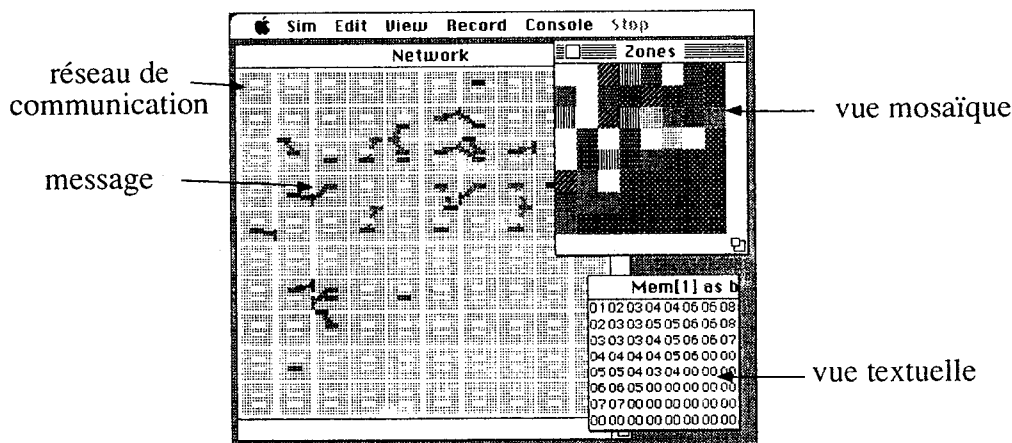 Sim Edit View Record Console Stop
Network
Zones
réseau de
communication
vue mosaïque
message
Mem[1] as b
01 02 03 04 04 06 06 08
02 03 03 05 05 06 06 08
03 03 03 04 05 06 06 07
04 04 04 04 05 06 00 00
05 05 04 03 04 00 00 00
06 06 05 00 00 00 00 00
07 07 00 00 00 00 00 00
00 00 00 00 00 00 00 00
vue textuelle